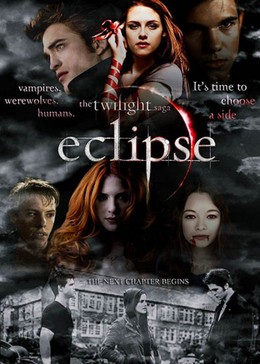 vampires.
werewolves.
humans.
It's time to
choose
a side
the twilight saga
eclipse
THE NEXT CHAPTER BEGINS